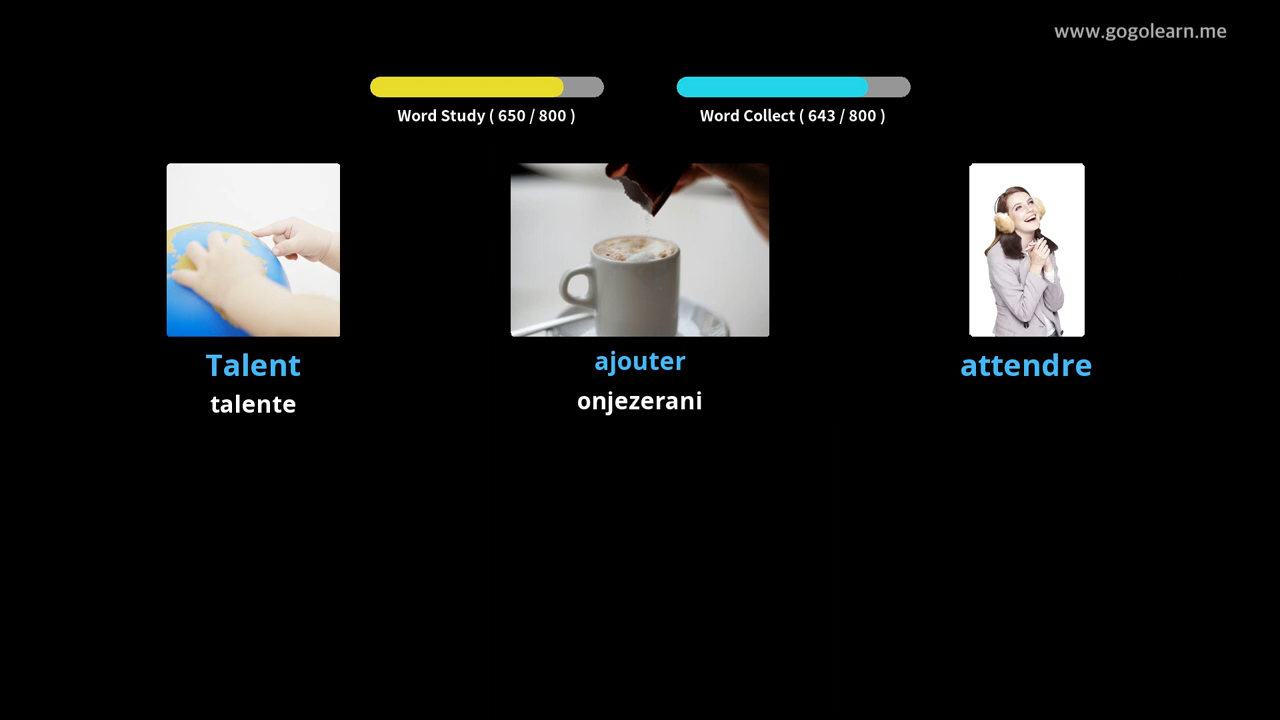 www.gogolearn.me
Word Study ( 650 / 800 )
Word Collect ( 643 / 800 )
Talent
talente
ajouter
onjezerani
attendre